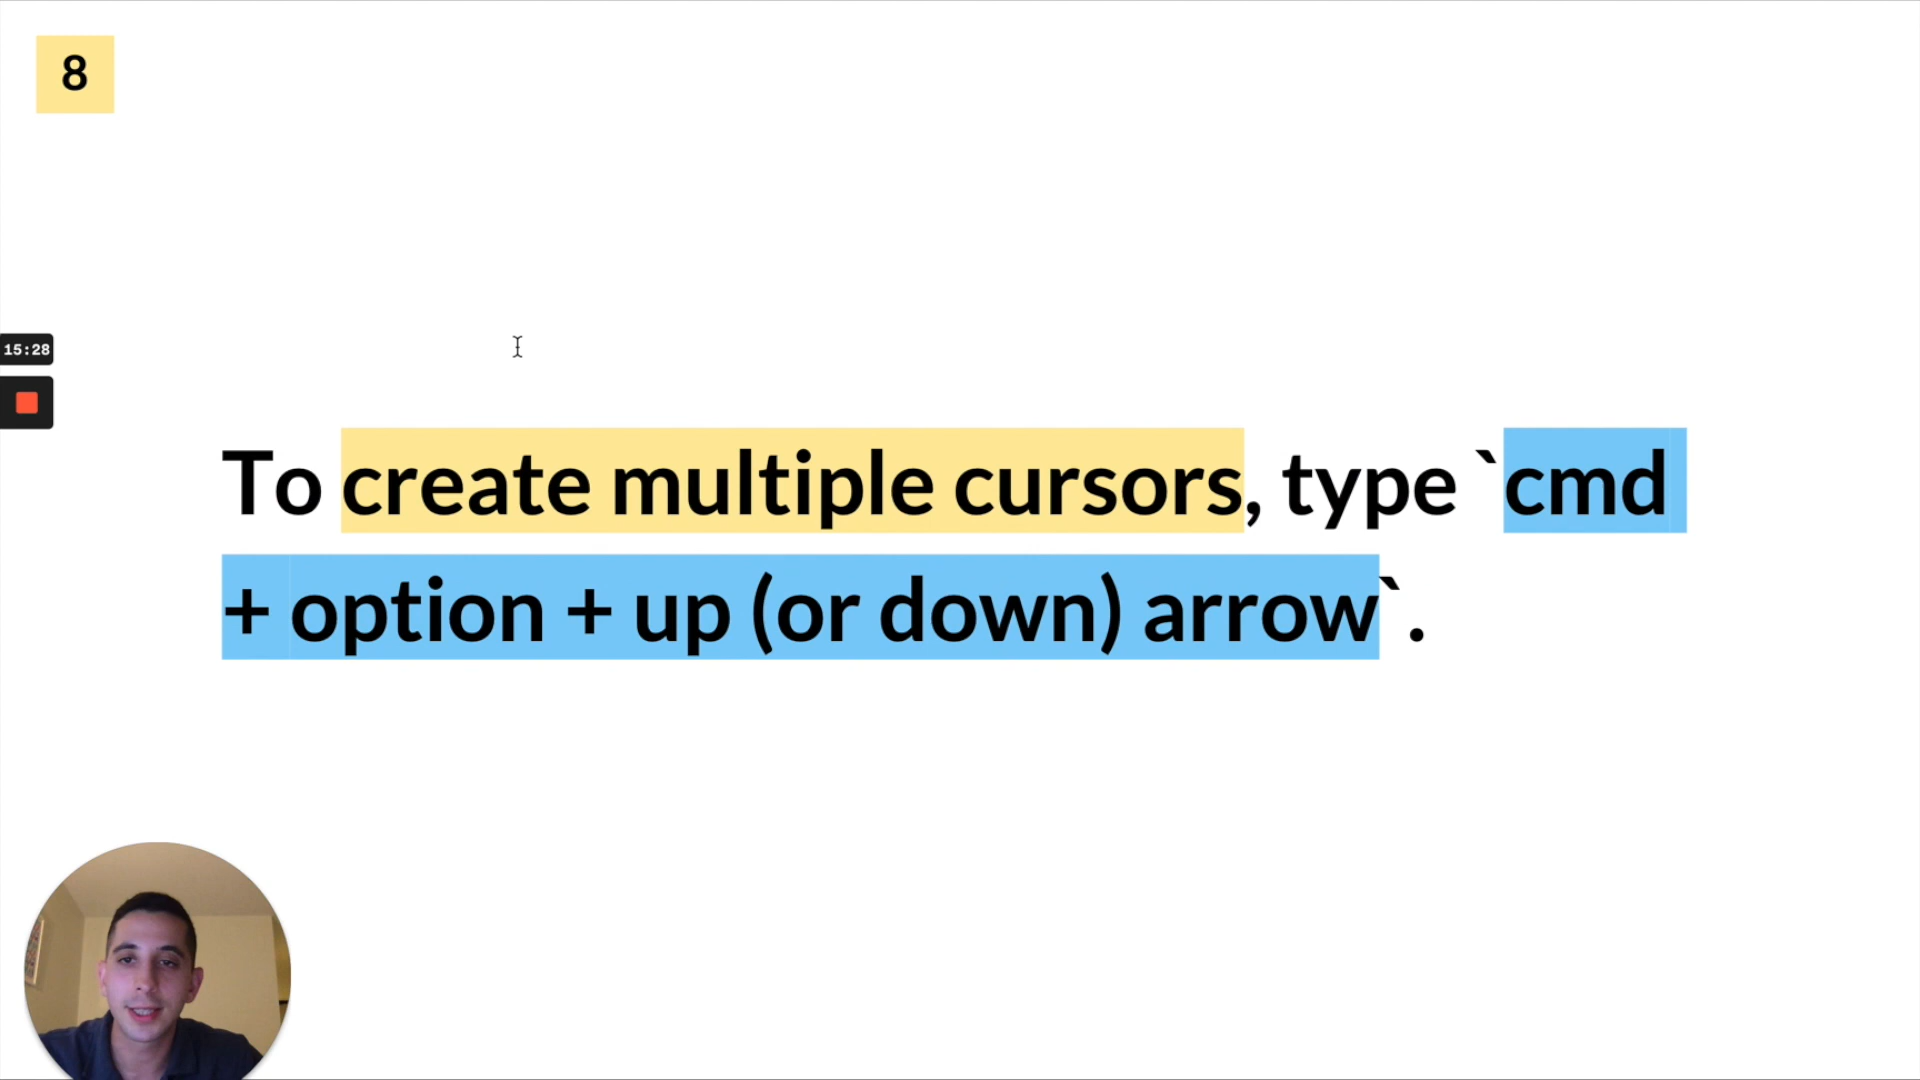 8
15:28
To create multiple cursors, type `cmd
+ option + up (or down) arrow`.